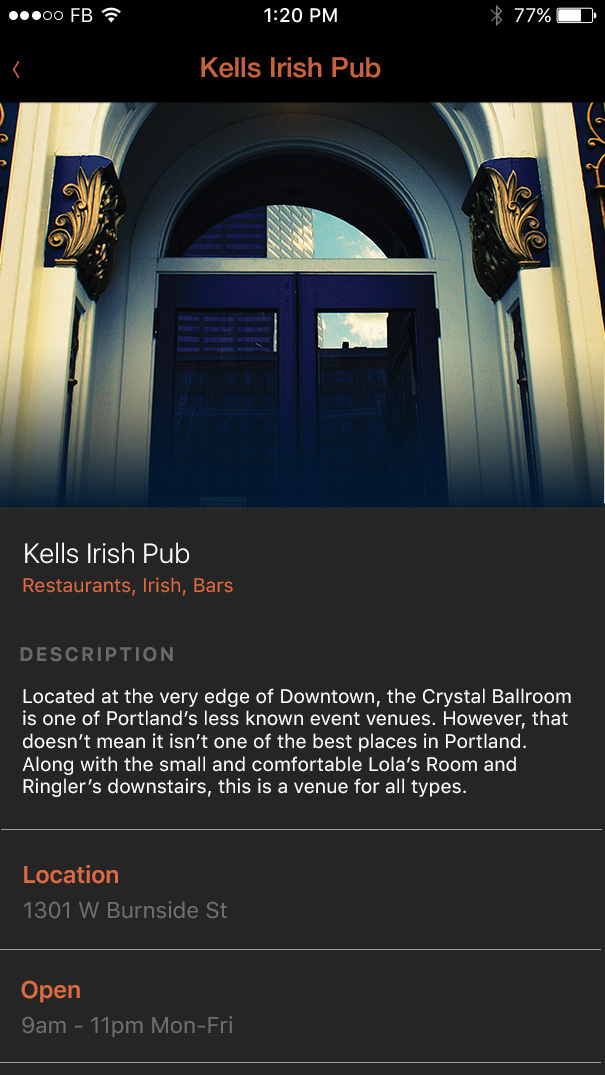 FB 1:20 PM 77%
Kells Irish Pub
Kells Irish Pub
Restaurants, Irish, Bars
DESCRIPTION
Located at the very edge of Downtown, the Crystal Ballroom
is one of Portland’s less known event venues. However, that
doesn’t mean it isn’t one of the best places in Portland.
Along with the small and comfortable Lola’s Room and
Ringler’s downstairs, this is a venue for all types.
Location
1301 W Burnside St
Open
9am - 11pm Mon-Fri